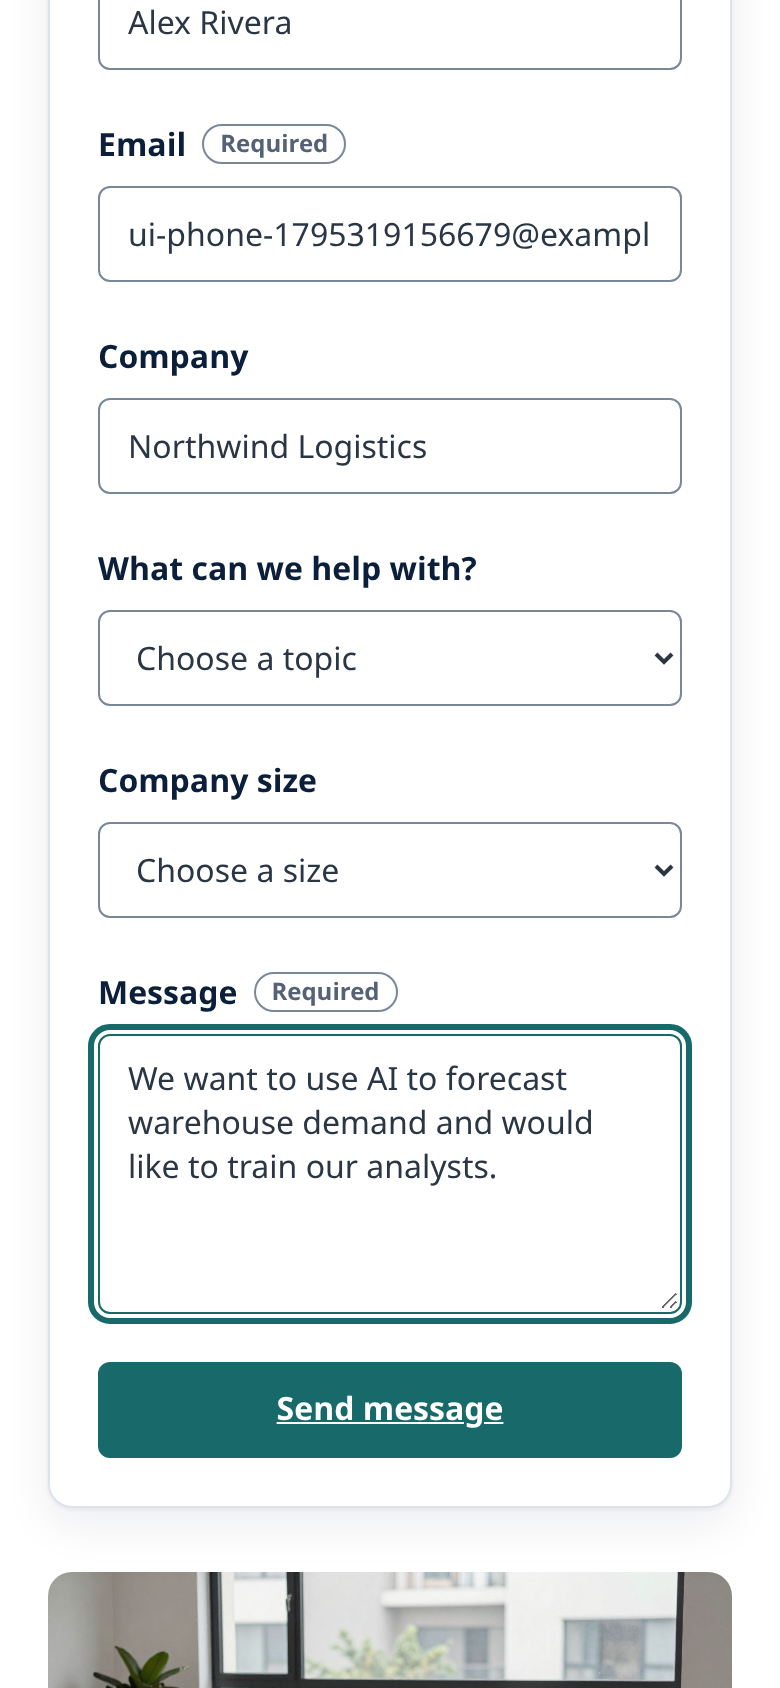 Alex Rivera
Email Required
ui-phone-1795319156679@exampl
Company
Northwind Logistics
What can we help with?
Choose a topic
Company size
Choose a size
Message Required
We want to use AI to forecast
warehouse demand and would
like to train our analysts.
Send message